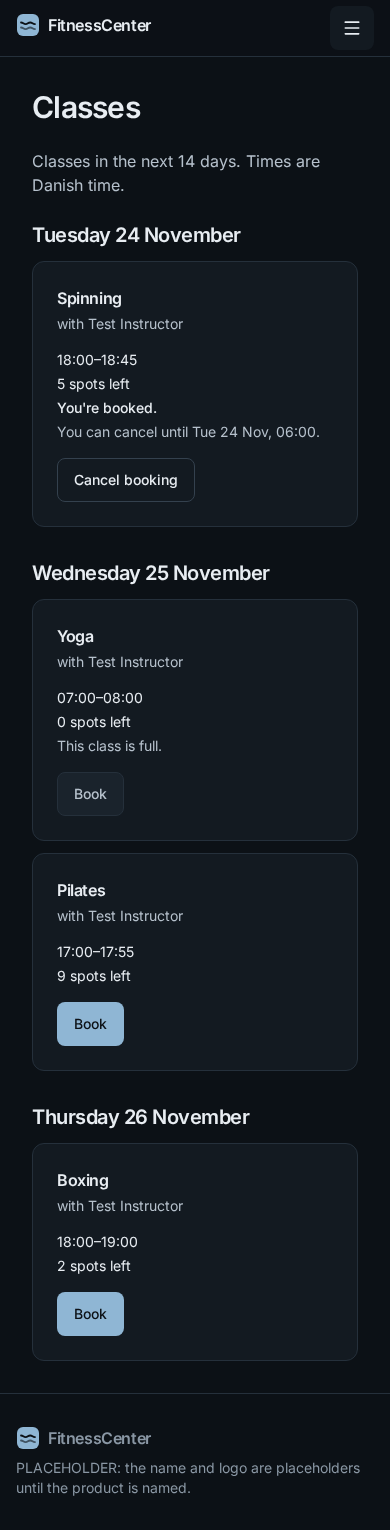 FitnessCenter
Classes
Classes in the next 14 days. Times are
Danish time.
Tuesday 24 November
Spinning
with Test Instructor
18:00–18:45
5 spots left
You're booked.
You can cancel until Tue 24 Nov, 06:00.
Cancel booking
Wednesday 25 November
Yoga
with Test Instructor
07:00–08:00
0 spots left
This class is full.
Book
Pilates
with Test Instructor
17:00–17:55
9 spots left
Book
Thursday 26 November
Boxing
with Test Instructor
18:00–19:00
2 spots left
Book
FitnessCenter
PLACEHOLDER: the name and logo are placeholders
until the product is named.